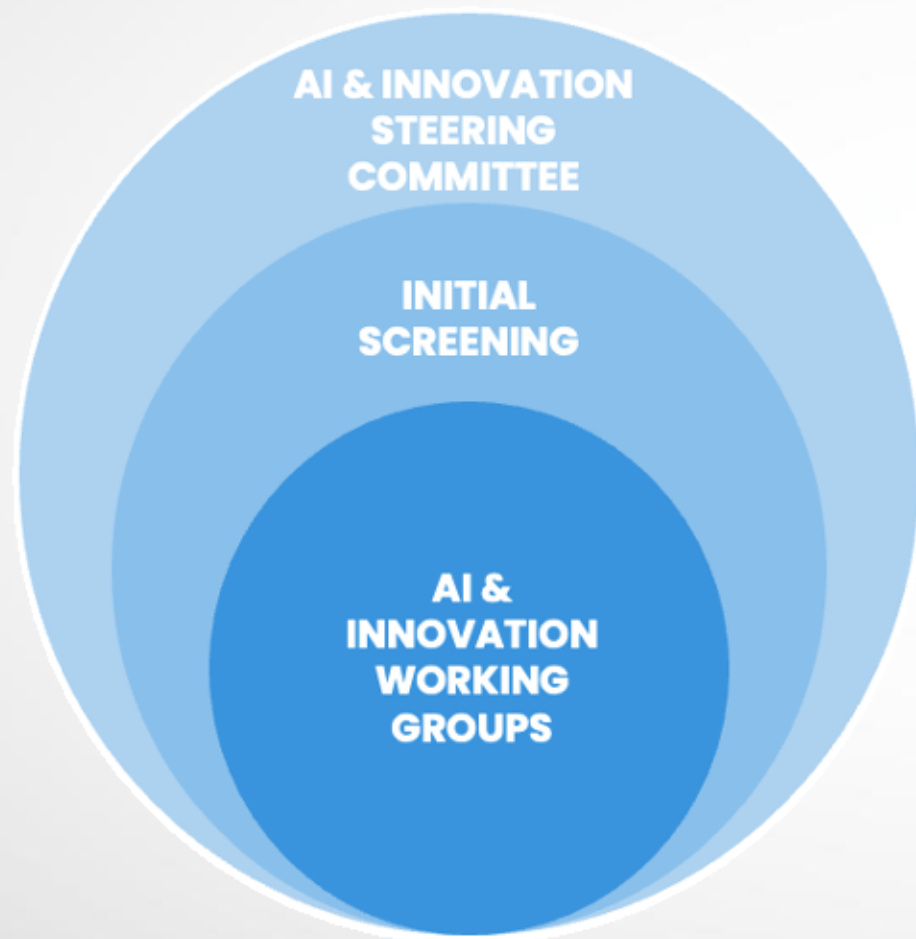 AI & INNOVATION
STEERING
COMMITTEE
INITIAL
SCREENING
AI &
INNOVATION
WORKING
GROUPS